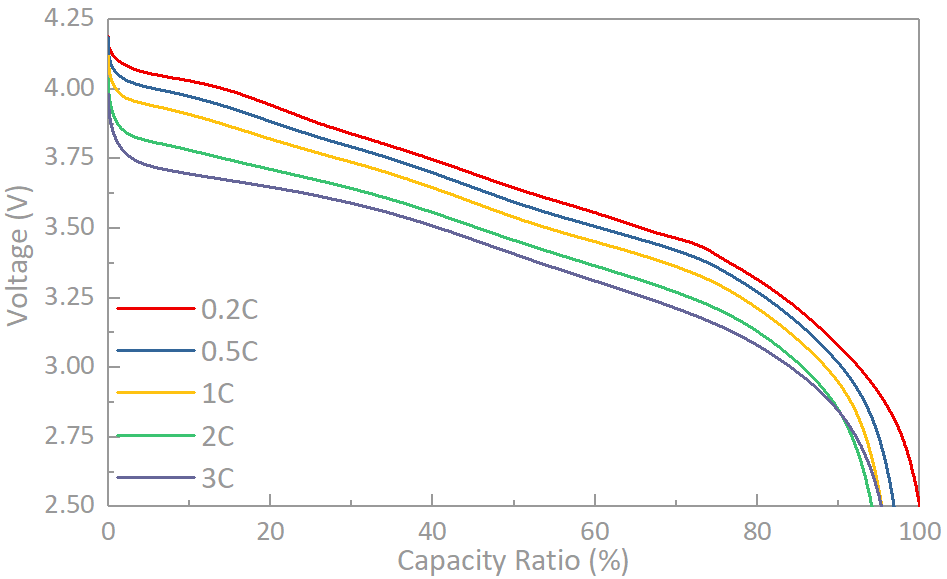 4.25
4.00
3.75
3.50
3.25
3.00
2.75
2.50
Voltage (V)
0.2C
0.5C
1C
2C
3C
0 20 40 60 80 100
Capacity Ratio (%)